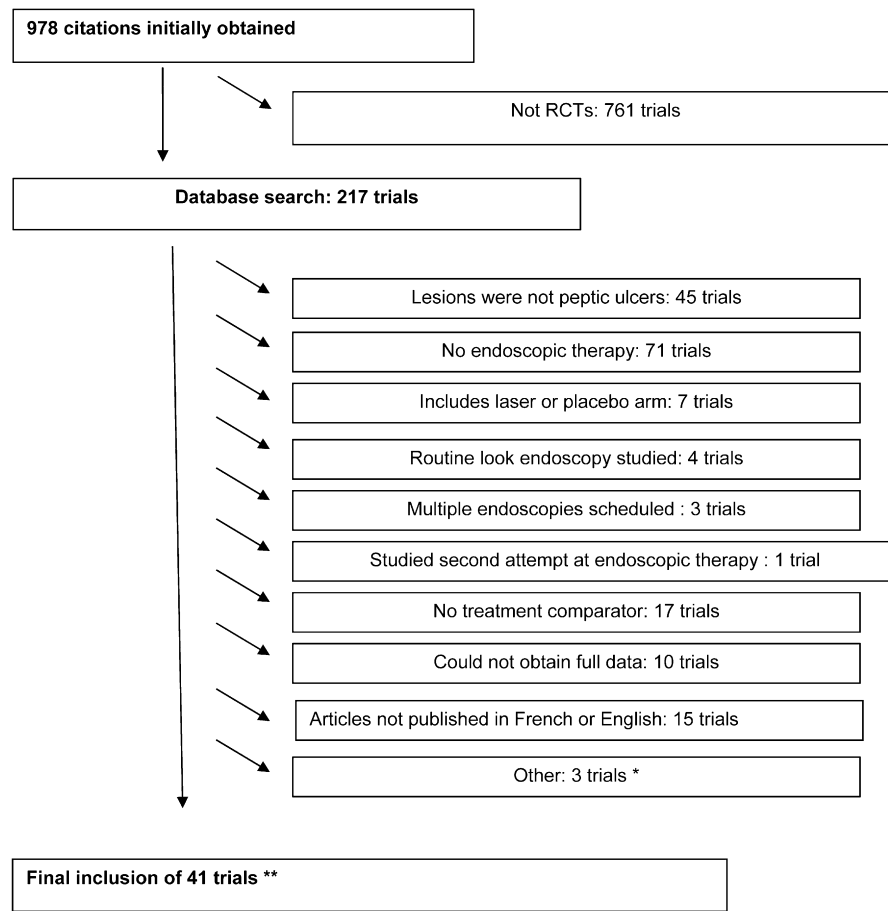 978 citations initially obtained
Not RCTs: 761 trials
Database search: 217 trials
Lesions were not peptic ulcers: 45 trials
No endoscopic therapy: 71 trials
Includes laser or placebo arm: 7 trials
Routine look endoscopy studied: 4 trials
Multiple endoscopies scheduled : 3 trials
Studied second attempt at endoscopic therapy : 1 trial
No treatment comparator: 17 trials
Could not obtain full data: 10 trials
Articles not published in French or English: 15 trials
Other: 3 trials *
Final inclusion of 41 trials **